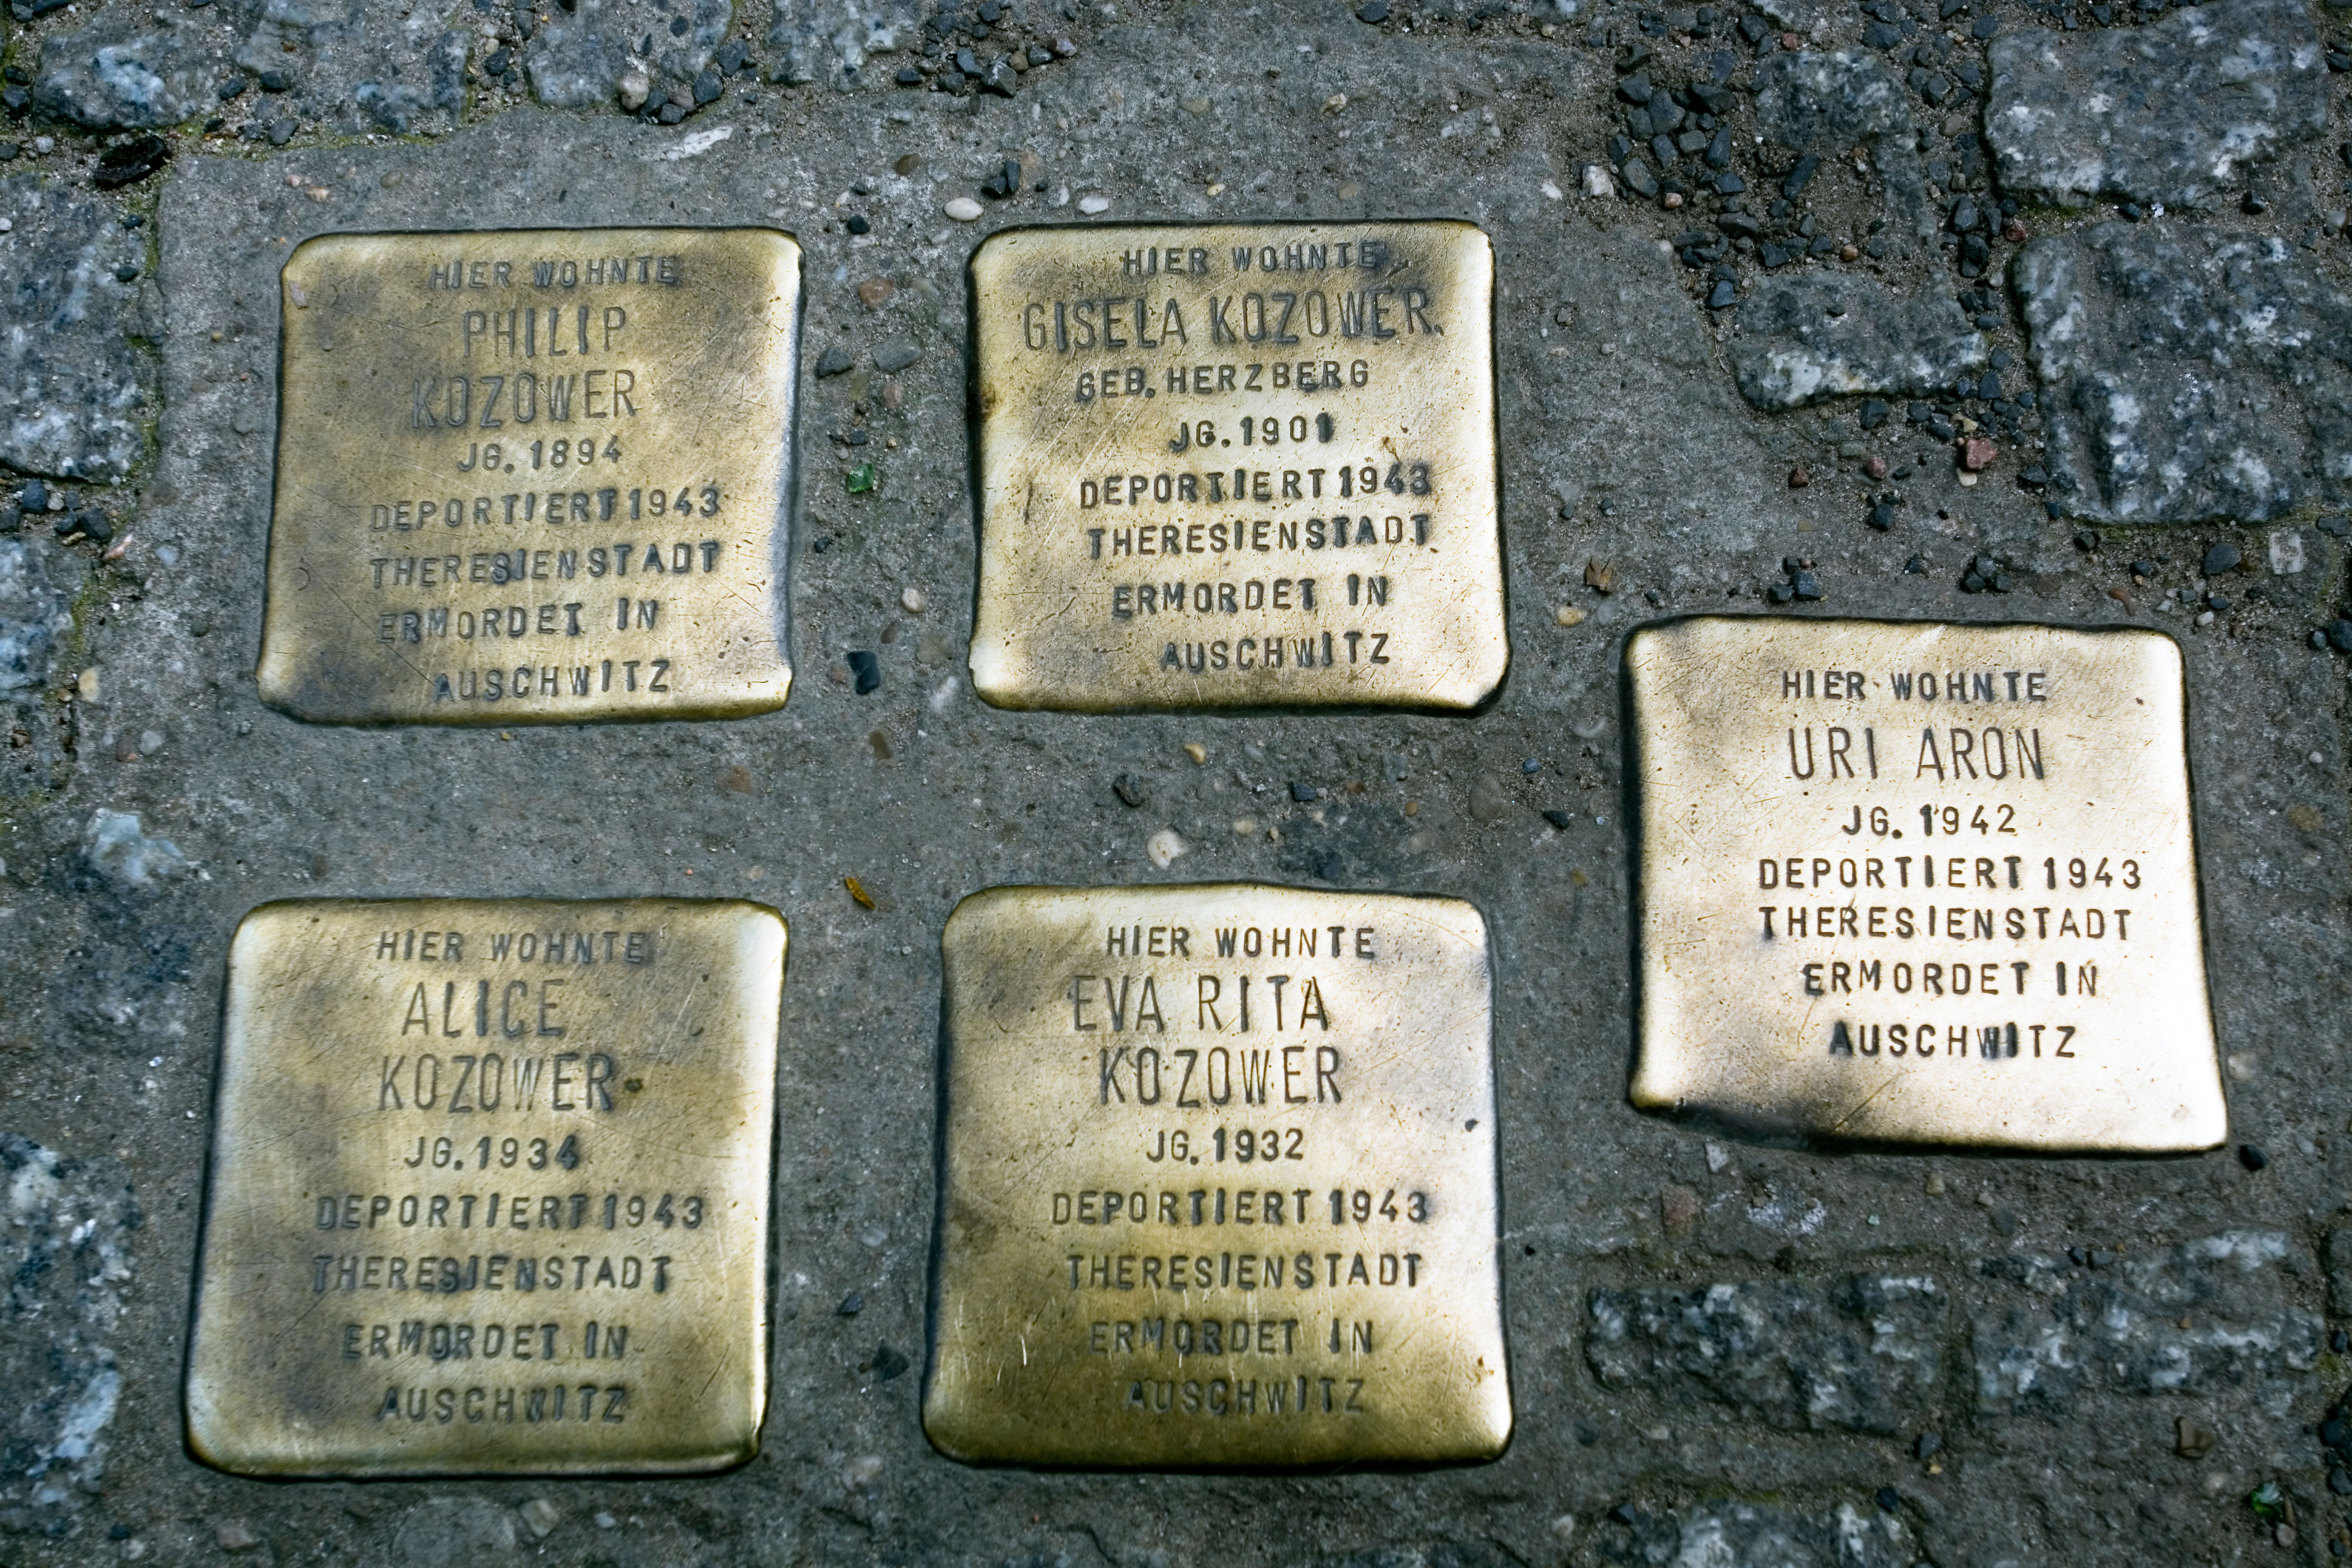 HIER WOHNTE
PHILIP
KOZOWER
JG. 1894
DEPORTIERT 1943
THERESIENSTADT
ERMORDET IN
AUSCHWITZ
HIER WOHNTE
GISELA KOZOWER
GEB. HERZBERG
JG. 1901
DEPORTIERT 1943
THERESIENSTADT
ERMORDET IN
AUSCHWITZ
HIER WOHNTE
URI ARON
JG. 1942
DEPORTIERT 1943
THERESIENSTADT
ERMORDET IN
AUSCHWITZ
HIER WOHNTE
ALICE
KOZOWER
JG. 1934
DEPORTIERT 1943
THERESIENSTADT
ERMORDET IN
AUSCHWITZ
HIER WOHNTE
EVA RITA
KOZOWER
JG. 1932
DEPORTIERT 1943
THERESIENSTADT
ERMORDET IN
AUSCHWITZ